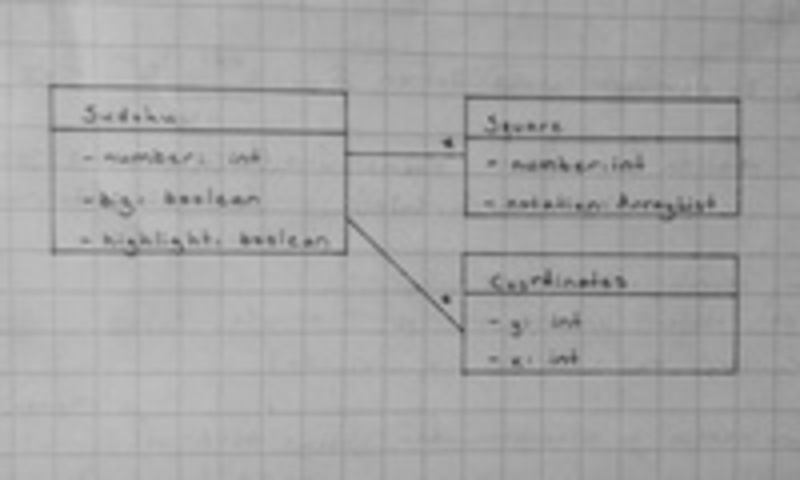 Sudoku
- number: int
- big: boolean
- highlight: boolean
*
Square
- number: int
- notation: ArrayList
*
Coordinates
- y: int
- x: int